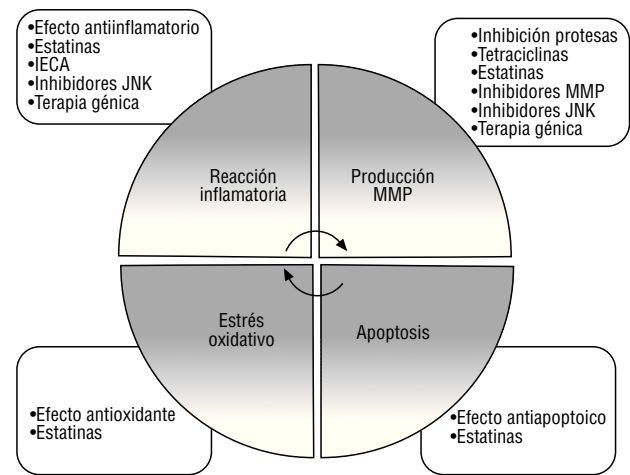 •Efecto antiinflamatorio
•Estatinas
•IECA
•Inhibidores JNK
•Terapia génica
•Inhibición protesas
•Tetraciclinas
•Estatinas
•Inhibidores MMP
•Inhibidores JNK
•Terapia génica
Reacción
inflamatoria
Producción
MMP
Estrés
oxidativo
Apoptosis
•Efecto antioxidante
•Estatinas
•Efecto antiapoptoico
•Estatinas